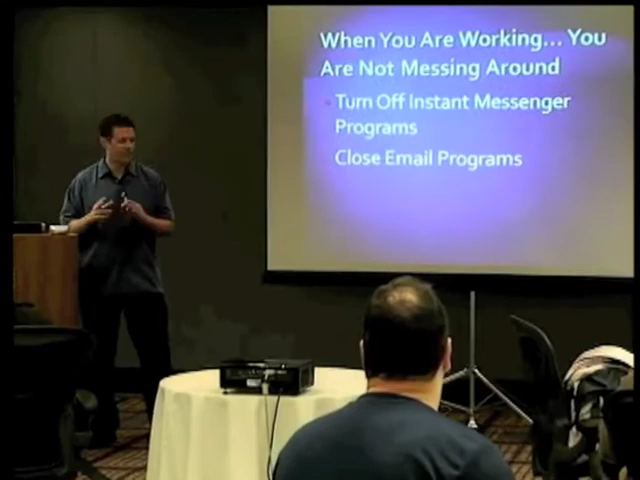 When You Are Working... You
Are Not Messing Around
Turn Off Instant Messenger
Programs
Close Email Programs